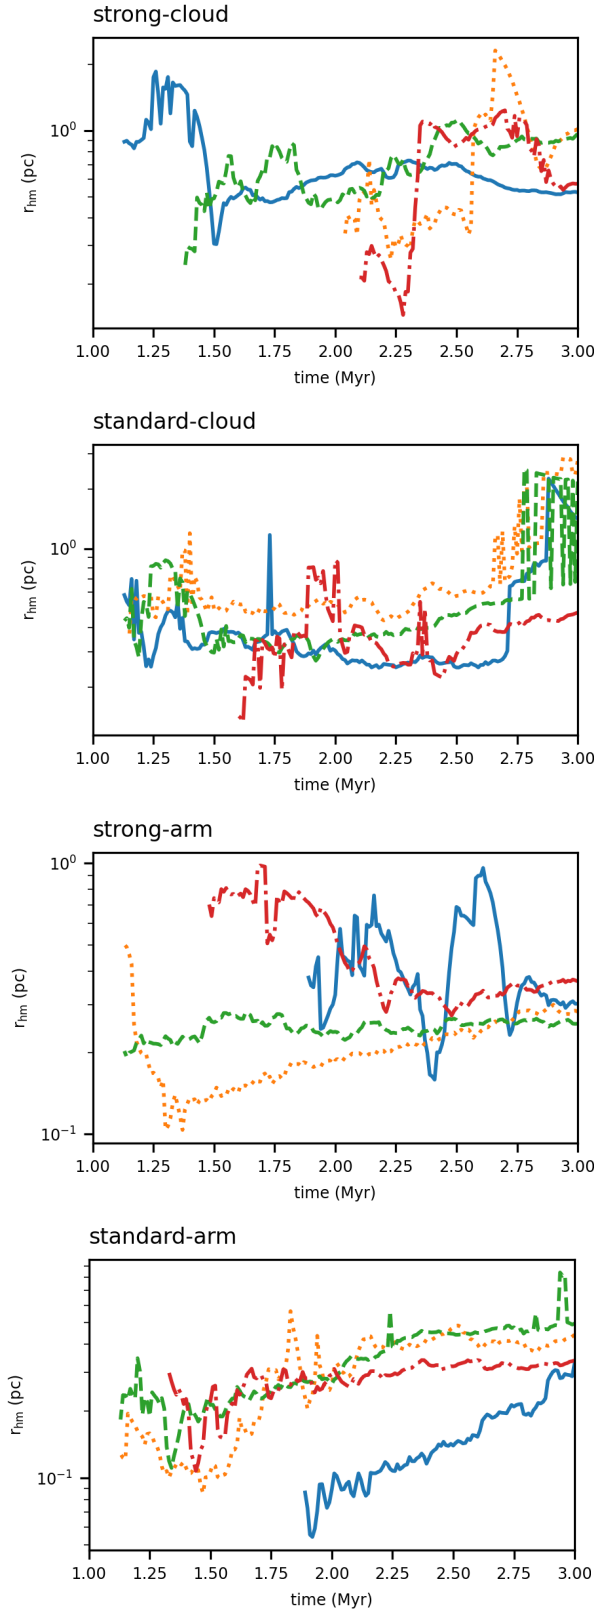 strong-cloud
10⁰
r_hm (pc)
1.00 1.25 1.50 1.75 2.00 2.25 2.50 2.75 3.00
time (Myr)
standard-cloud
10⁰
r_hm (pc)
1.00 1.25 1.50 1.75 2.00 2.25 2.50 2.75 3.00
time (Myr)
strong-arm
10⁰
r_hm (pc)
10⁻¹
1.00 1.25 1.50 1.75 2.00 2.25 2.50 2.75 3.00
time (Myr)
standard-arm
r_hm (pc)
10⁻¹
1.00 1.25 1.50 1.75 2.00 2.25 2.50 2.75 3.00
time (Myr)